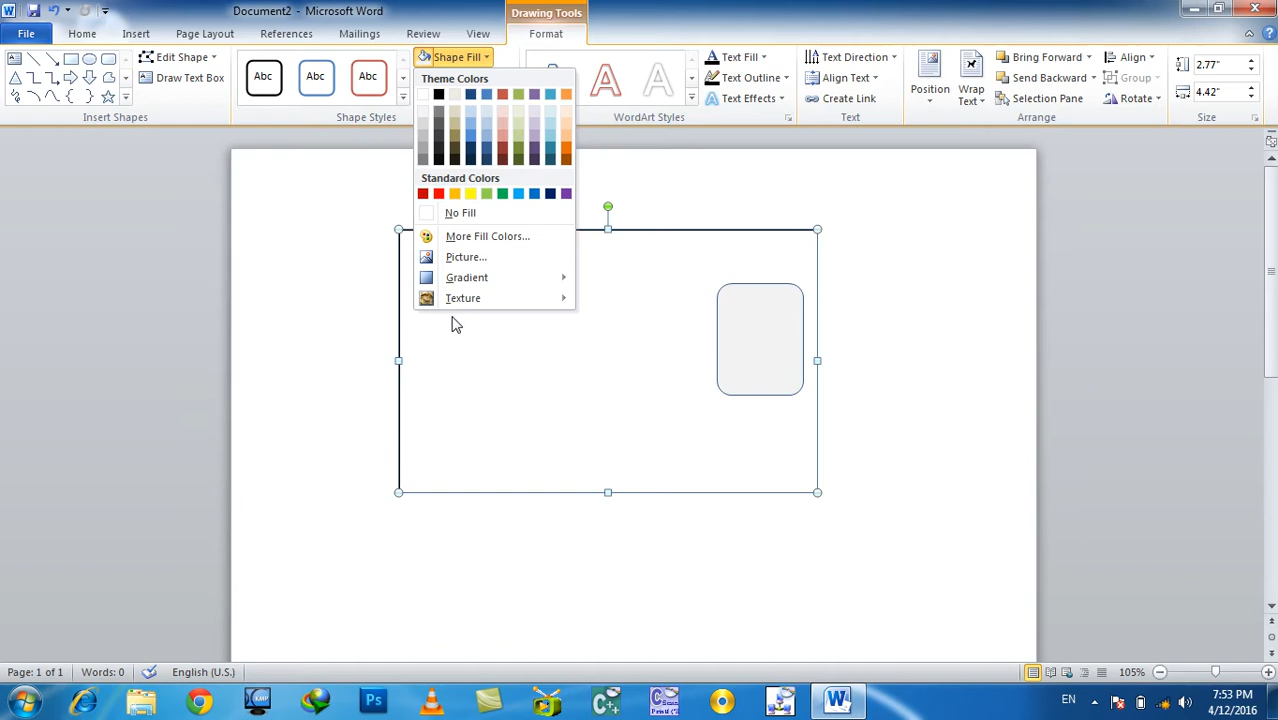 Document2 - Microsoft Word
Drawing Tools
File Home Insert Page Layout References Mailings Review View Format
Edit Shape
Draw Text Box
Insert Shapes
Abc Abc Abc
Shape Styles
Shape Fill
Theme Colors
Standard Colors
No Fill
More Fill Colors...
Picture...
Gradient
Texture
A A
Text Fill
Text Outline
Text Effects
WordArt Styles
Text Direction
Align Text
Create Link
Text
Position
Wrap Text
Bring Forward
Send Backward
Selection Pane
Group
Rotate
Arrange
2.77"
4.42"
Size
Page: 1 of 1 Words: 0 English (U.S.) 105%
EN
7:53 PM
4/12/2016